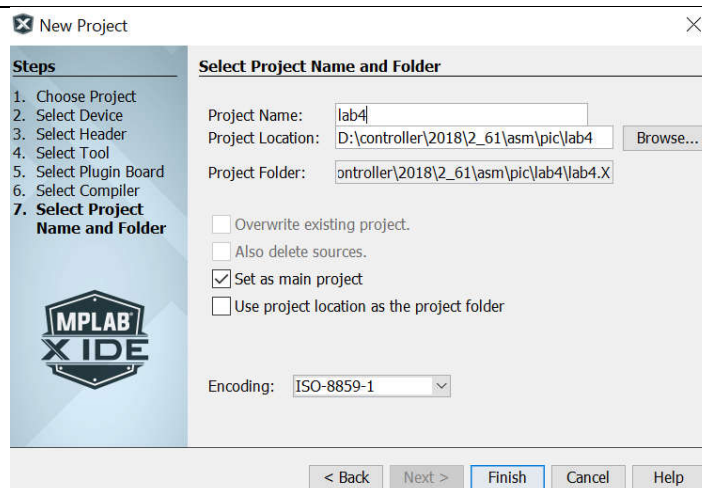 New Project
Steps
1. Choose Project
2. Select Device
3. Select Header
4. Select Tool
5. Select Plugin Board
6. Select Compiler
7. Select Project
Name and Folder
MPLAB
X IDE
Select Project Name and Folder
Project Name: lab4
Project Location: D:\controller\2018\2_61\asm\pic\lab4 Browse...
Project Folder: ontroller\2018\2_61\asm\pic\lab4\lab4.X
Overwrite existing project.
Also delete sources.
Set as main project
Use project location as the project folder
Encoding: ISO-8859-1
< Back Next > Finish Cancel Help